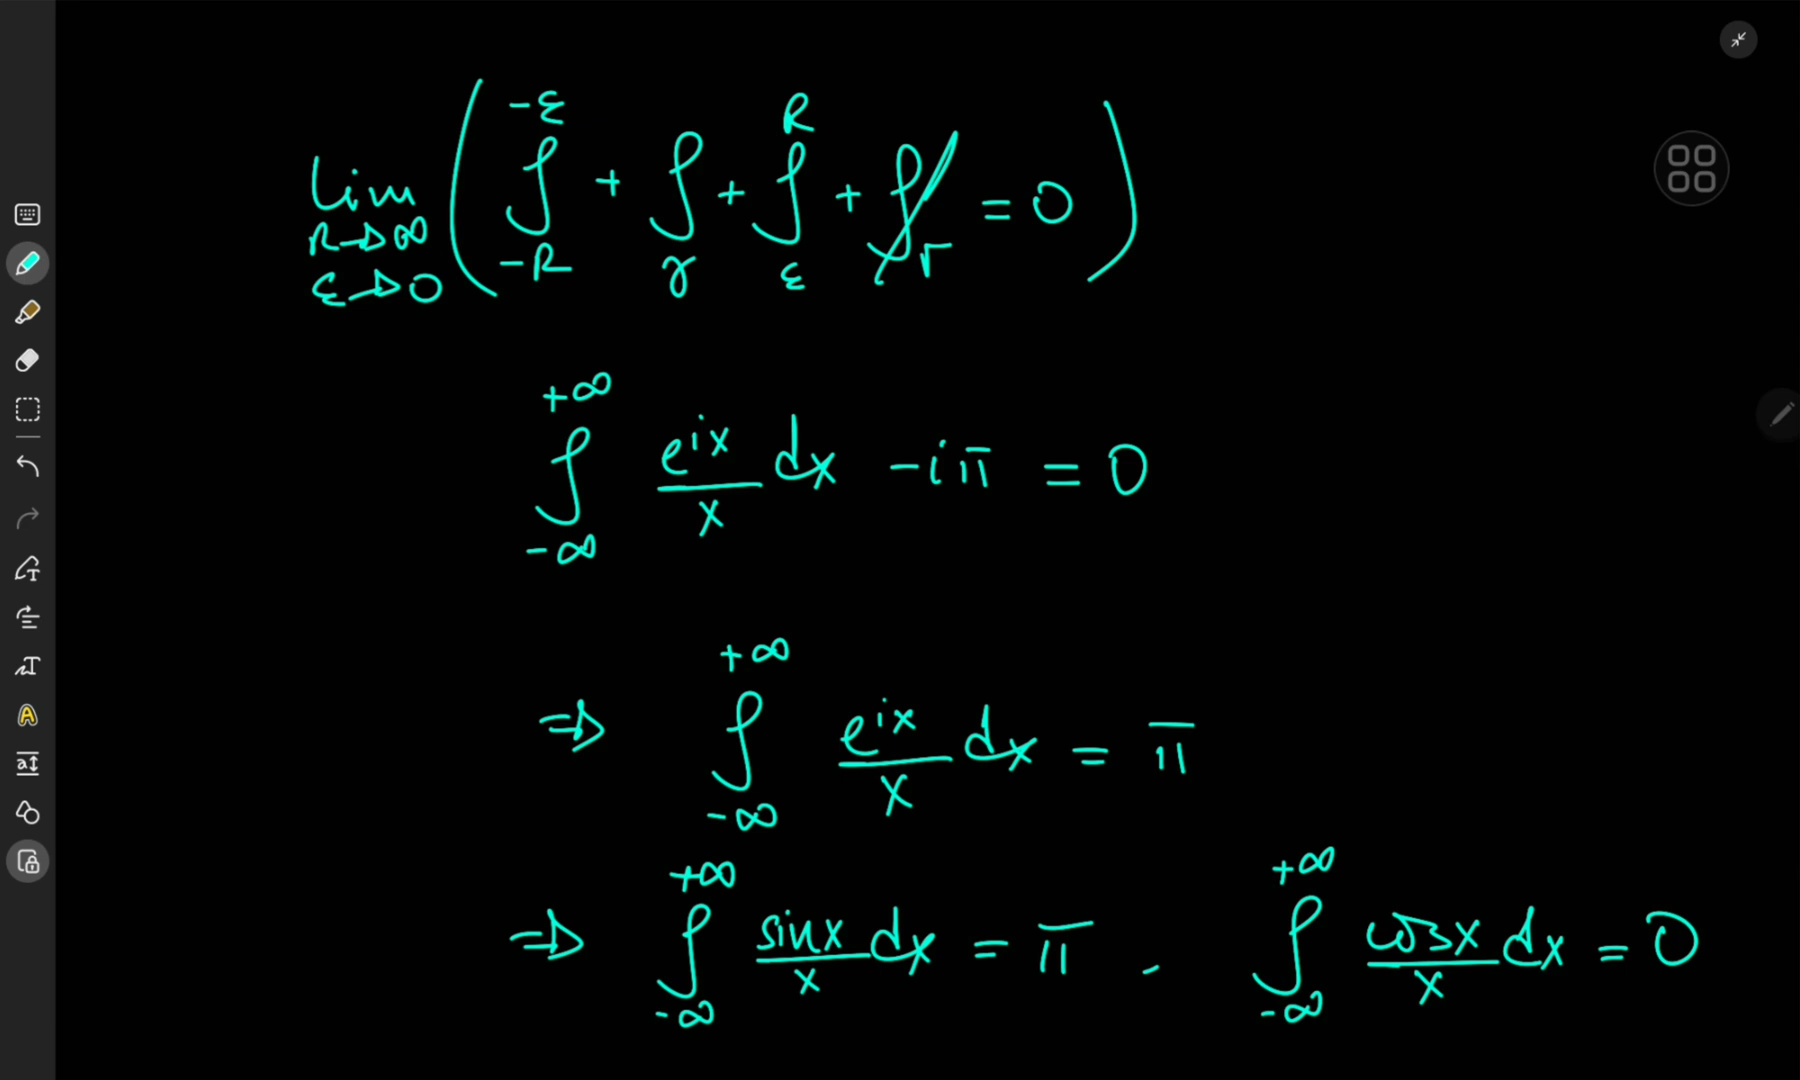 lim R→∞ ε→0 ( ∫_{-R}^{-ε} + ∫_γ + ∫_ε^R + ∫_Γ = 0 )
∫_{-∞}^{+∞} e^{ix}/x dx - iπ = 0
⇒ ∫_{-∞}^{+∞} e^{ix}/x dx = π
⇒ ∫_{-∞}^{+∞} sinx/x dx = π . ∫_{-∞}^{+∞} cosx/x dx = 0